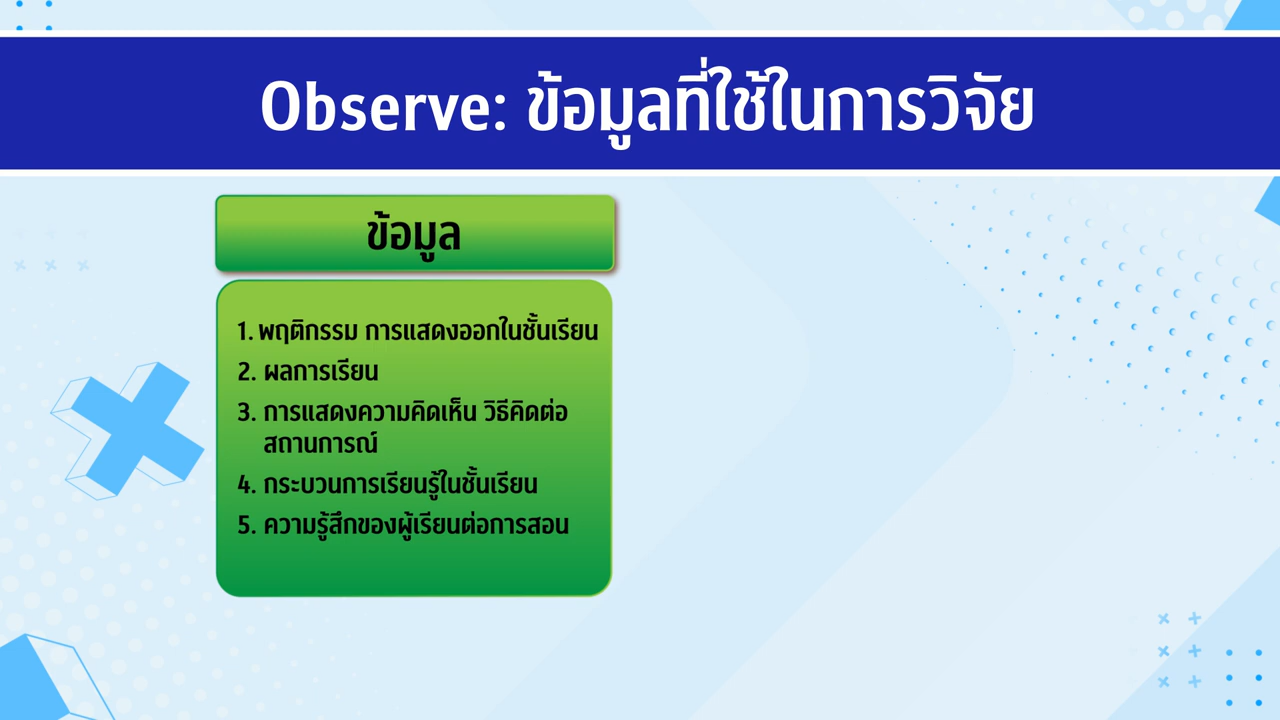 Observe: ข้อมูลที่ใช้ในการวิจัย
ข้อมูล
1. พฤติกรรม การแสดงออกในชั้นเรียน
2. ผลการเรียน
3. การแสดงความคิดเห็น วิธีคิดต่อ
สถานการณ์
4. กระบวนการเรียนรู้ในชั้นเรียน
5. ความรู้สึกของผู้เรียนต่อการสอน